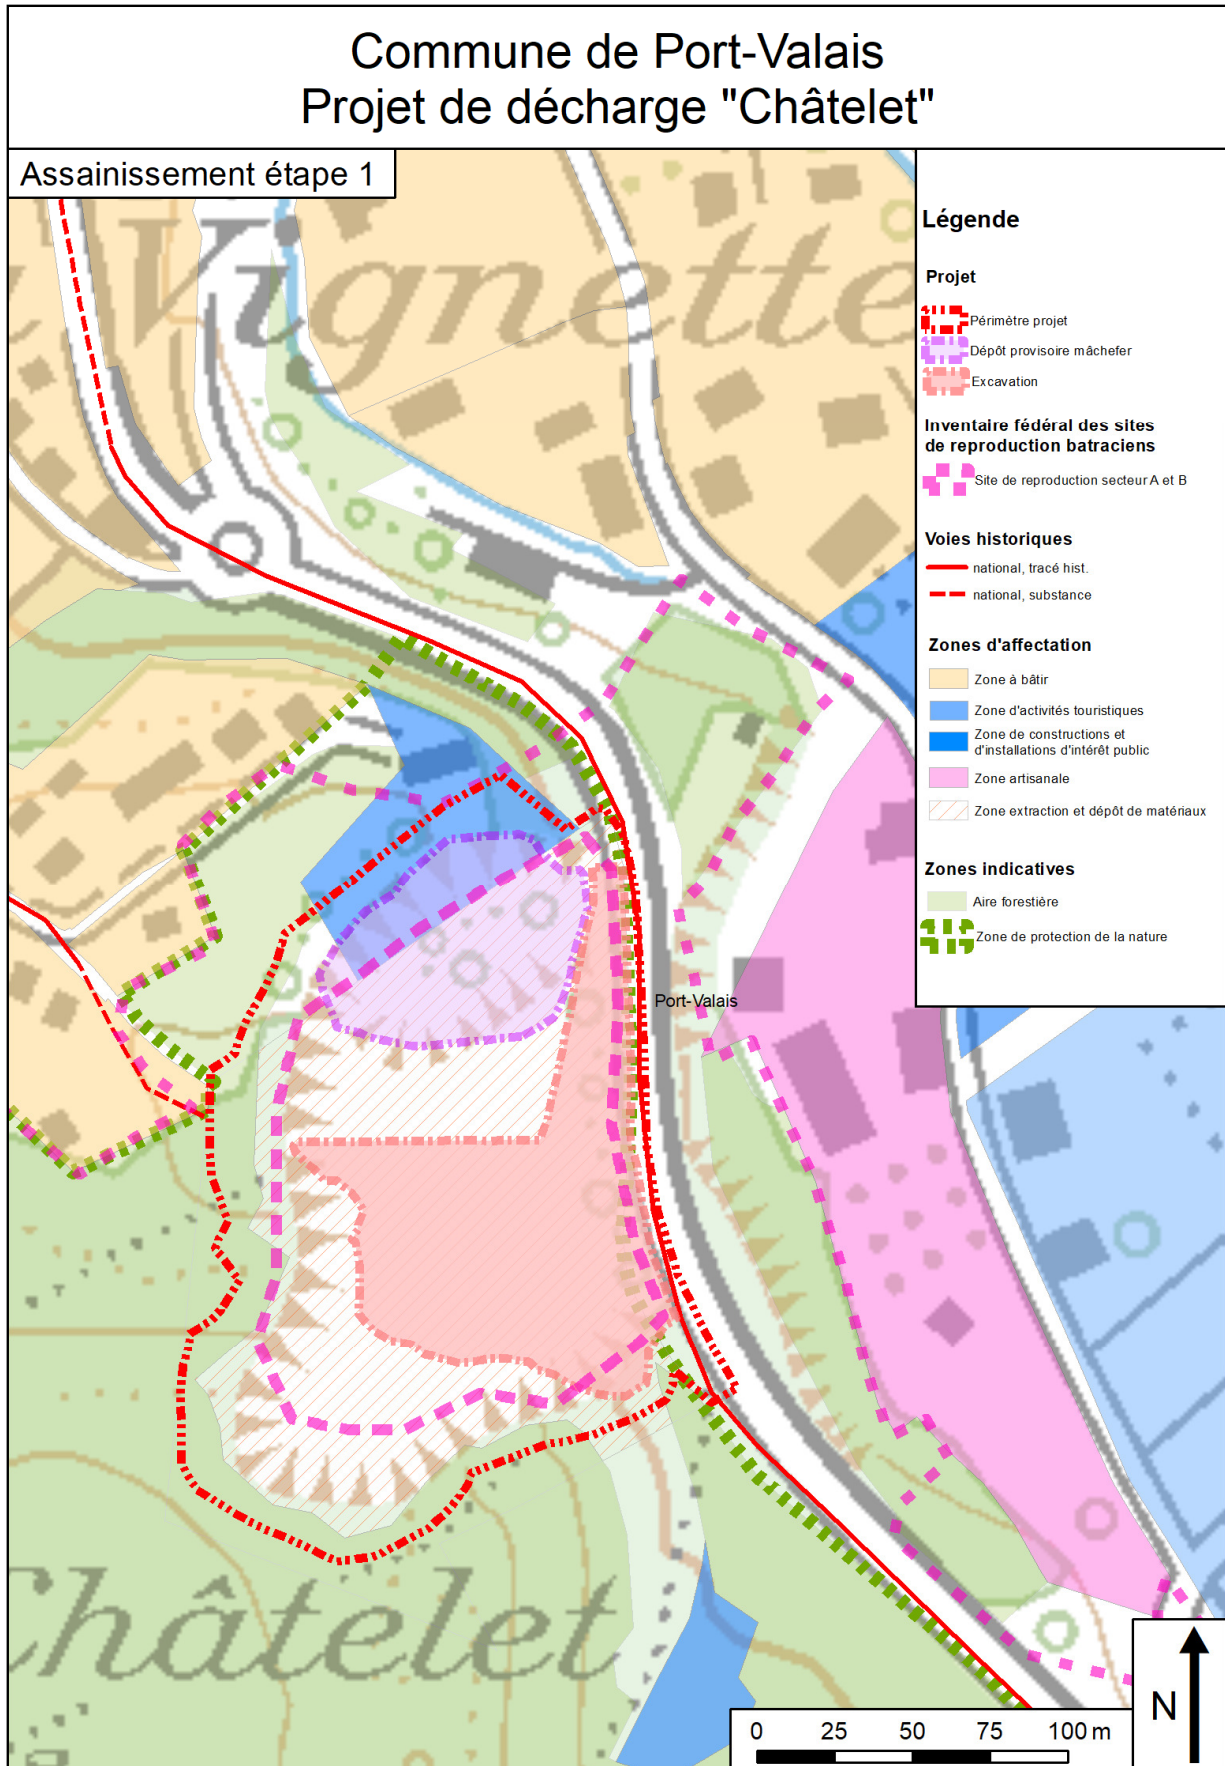 Commune de Port-Valais
Projet de décharge "Châtelet"
Assainissement étape 1
Vignette
Port-Valais
Châtelet
Légende
Projet
Périmètre projet
Dépôt provisoire mâchefer
Excavation
Inventaire fédéral des sites
de reproduction batraciens
Site de reproduction secteur A et B
Voies historiques
national, tracé hist.
national, substance
Zones d'affectation
Zone à bâtir
Zone d'activités touristiques
Zone de constructions et
d'installations d'intérêt public
Zone artisanale
Zone extraction et dépôt de matériaux
Zones indicatives
Aire forestière
Zone de protection de la nature
0 25 50 75 100 m
N